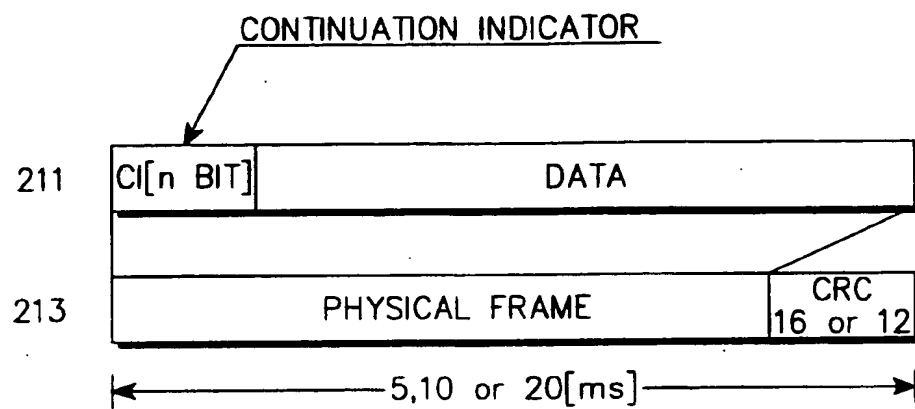 CONTINUATION INDICATOR
211 CI[n BIT] DATA
213 PHYSICAL FRAME CRC
16 or 12
5,10 or 20[ms]